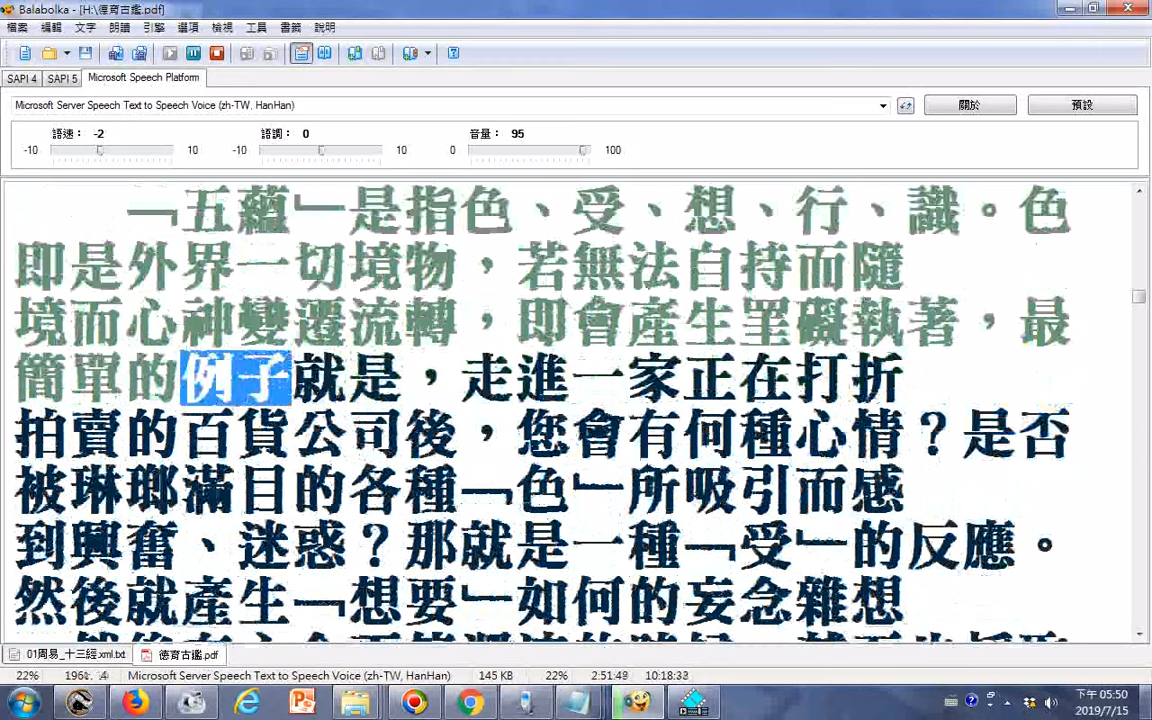 Balabolka - [H:\德育古鑑.pdf]
檔案 編輯 文字 朗讀 引擎 選項 檢視 工具 書籤 說明
SAPI 4 SAPI 5 Microsoft Speech Platform
Microsoft Server Speech Text to Speech Voice (zh-TW, HanHan) 關於 預設
語速： -2 語調： 0 音量： 95
-10 10 -10 10 0 100
「五蘊」是指色、受、想、行、識。色
即是外界一切境物，若無法自持而隨
境而心神變遷流轉，即會產生罣礙執著，最
簡單的例子就是，走進一家正在打折
拍賣的百貨公司後，您會有何種心情？是否
被琳瑯滿目的各種「色」所吸引而感
到興奮、迷惑？那就是一種「受」的反應。
然後就產生「想要」如何的妄念雜想
01周易_十三經.xml.txt 德育古鑑.pdf
22% Microsoft Server Speech Text to Speech Voice (zh-TW, HanHan) 145 KB 22% 2:51:49 10:18:33
下午 05:50
2019/7/15